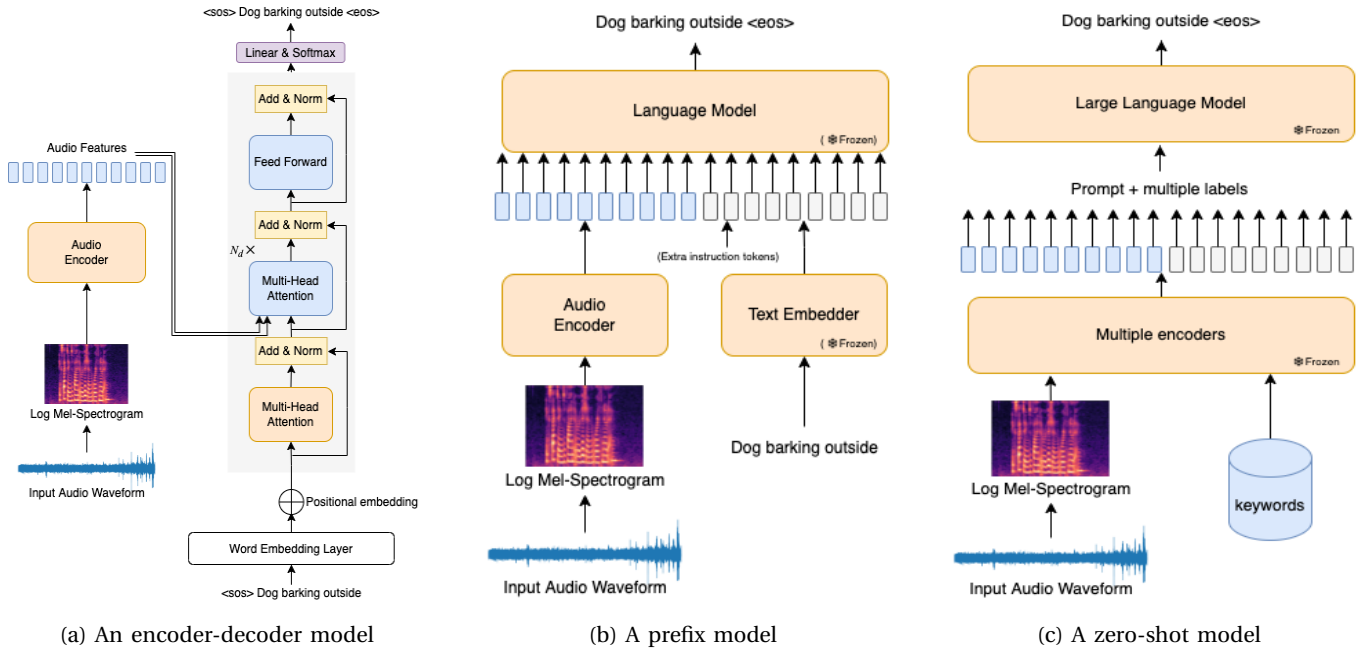 <sos> Dog barking outside <eos>
Linear & Softmax
Add & Norm
Feed Forward
Add & Norm
N_d ×
Multi-Head
Attention
Add & Norm
Multi-Head
Attention
Positional embedding
Word Embedding Layer
<sos> Dog barking outside
Audio Features
Audio
Encoder
Log Mel-Spectrogram
Input Audio Waveform
(a) An encoder-decoder model
Dog barking outside <eos>
Language Model
( ❄ Frozen)
(Extra instruction tokens)
Audio
Encoder
Text Embedder
( ❄ Frozen)
Log Mel-Spectrogram
Dog barking outside
Input Audio Waveform
(b) A prefix model
Dog barking outside <eos>
Large Language Model
❄ Frozen
Prompt + multiple labels
Multiple encoders
❄ Frozen
Log Mel-Spectrogram
keywords
Input Audio Waveform
(c) A zero-shot model